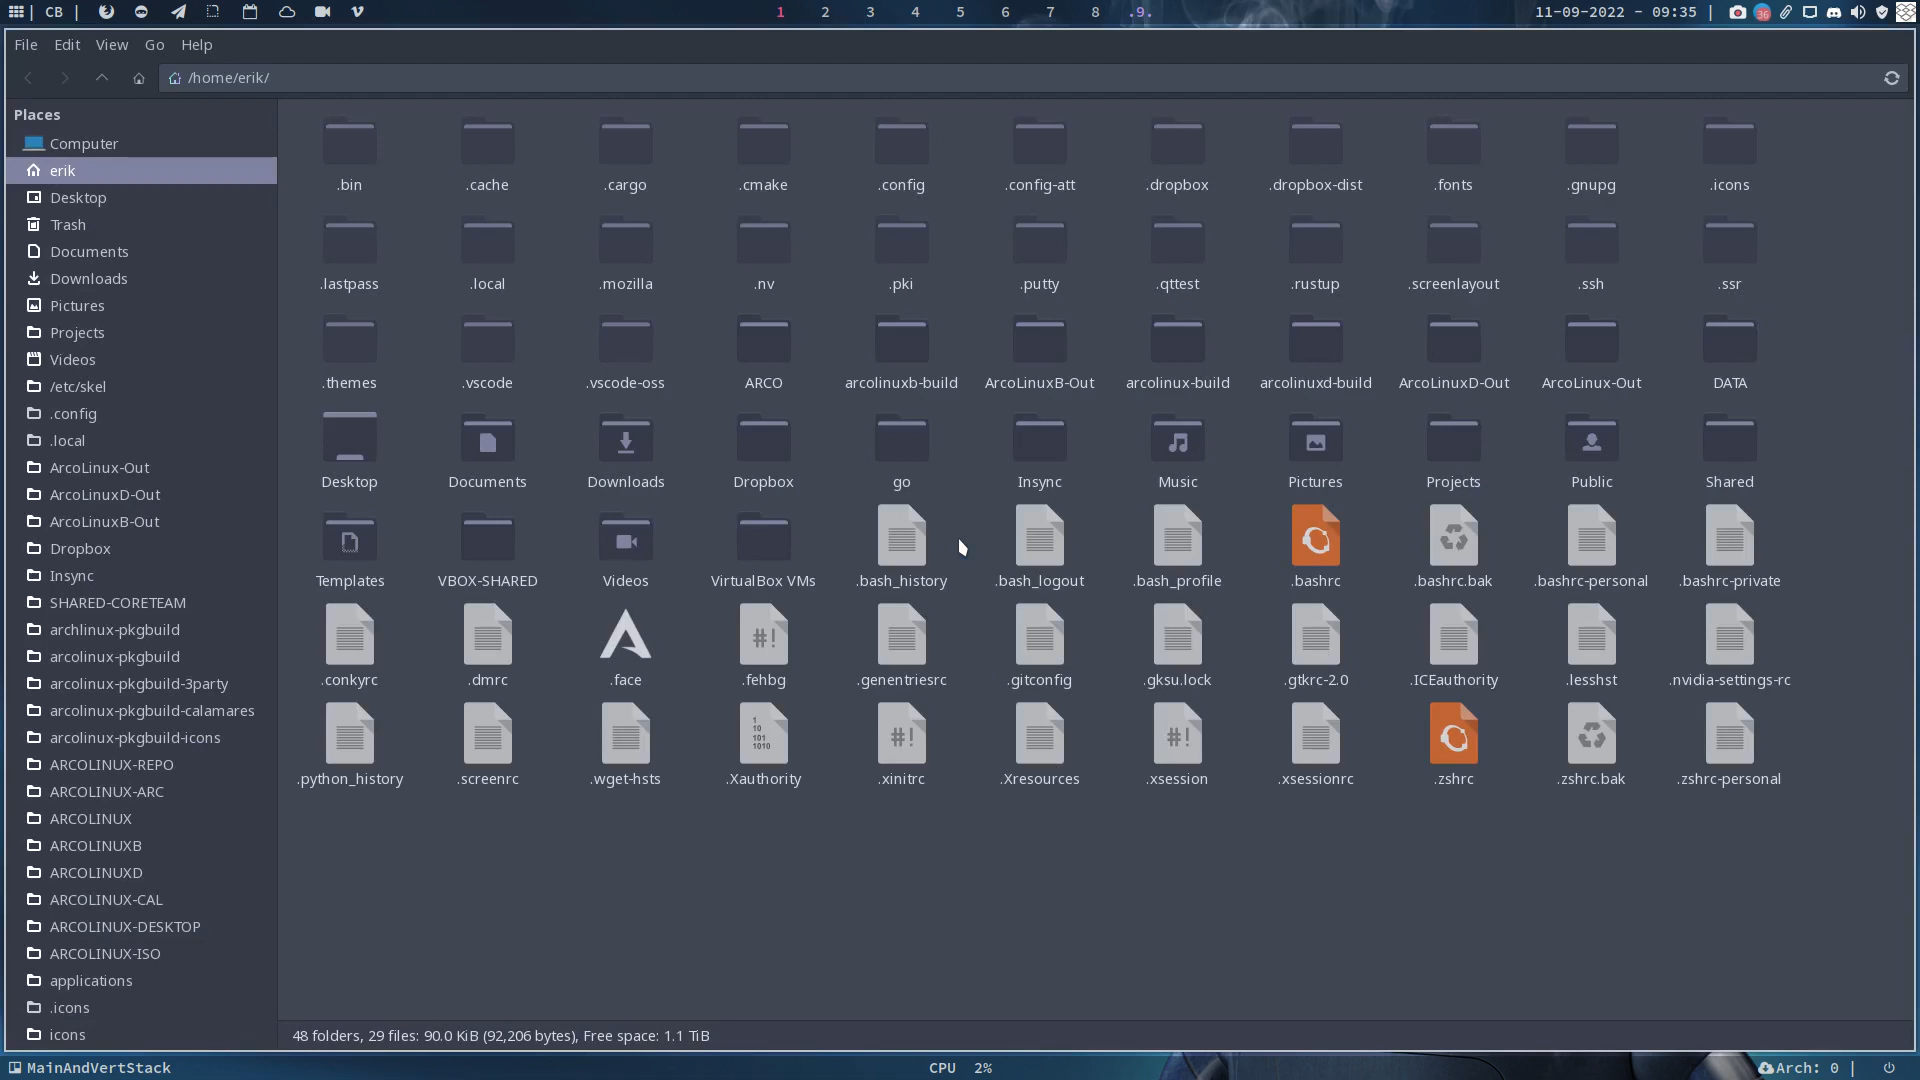 CB
1 2 3 4 5 6 7 8 .9.
11-09-2022 - 09:35
36
File Edit View Go Help
/home/erik/
Places
Computer
erik
Desktop
Trash
Documents
Downloads
Pictures
Projects
Videos
/etc/skel
.config
.local
ArcoLinux-Out
ArcoLinuxD-Out
ArcoLinuxB-Out
Dropbox
Insync
SHARED-CORETEAM
archlinux-pkgbuild
arcolinux-pkgbuild
arcolinux-pkgbuild-3party
arcolinux-pkgbuild-calamares
arcolinux-pkgbuild-icons
ARCOLINUX-REPO
ARCOLINUX-ARC
ARCOLINUX
ARCOLINUXB
ARCOLINUXD
ARCOLINUX-CAL
ARCOLINUX-DESKTOP
ARCOLINUX-ISO
applications
.icons
icons
.bin .cache .cargo .cmake .config .config-att .dropbox .dropbox-dist .fonts .gnupg .icons
.lastpass .local .mozilla .nv .pki .putty .qttest .rustup .screenlayout .ssh .ssr
.themes .vscode .vscode-oss ARCO arcolinuxb-build ArcoLinuxB-Out arcolinux-build arcolinuxd-build ArcoLinuxD-Out ArcoLinux-Out DATA
Desktop Documents Downloads Dropbox go Insync Music Pictures Projects Public Shared
Templates VBOX-SHARED Videos VirtualBox VMs .bash_history .bash_logout .bash_profile .bashrc .bashrc.bak .bashrc-personal .bashrc-private
#!
.conkyrc .dmrc .face .fehbg .genentriesrc .gitconfig .gksu.lock .gtkrc-2.0 .ICEauthority .lesshst .nvidia-settings-rc
1
10
101
1010
#! #!
.python_history .screenrc .wget-hsts .Xauthority .xinitrc .Xresources .xsession .xsessionrc .zshrc .zshrc.bak .zshrc-personal
48 folders, 29 files: 90.0 KiB (92,206 bytes), Free space: 1.1 TiB
MainAndVertStack
CPU 2%
Arch: 0